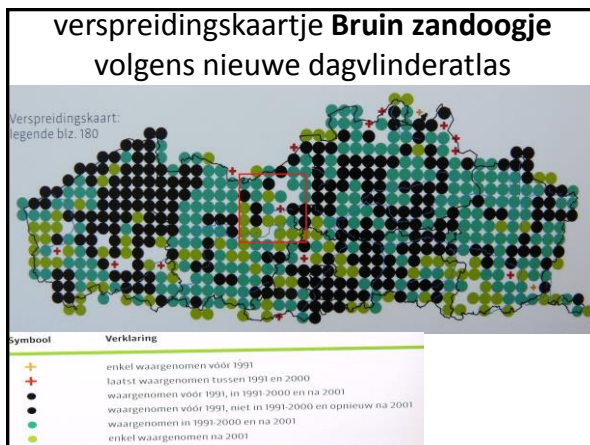 verspreidingskaartje Bruin zandoogje
volgens nieuwe dagvlinderatlas
Verspreidingskaart:
legende blz. 180
Symbool Verklaring
+ enkel waargenomen vóór 1991
+ laatst waargenomen tussen 1991 en 2000
● waargenomen vóór 1991, in 1991-2000 en na 2001
● waargenomen vóór 1991, niet in 1991-2000 en opnieuw na 2001
● waargenomen in 1991-2000 en na 2001
● enkel waargenomen na 2001